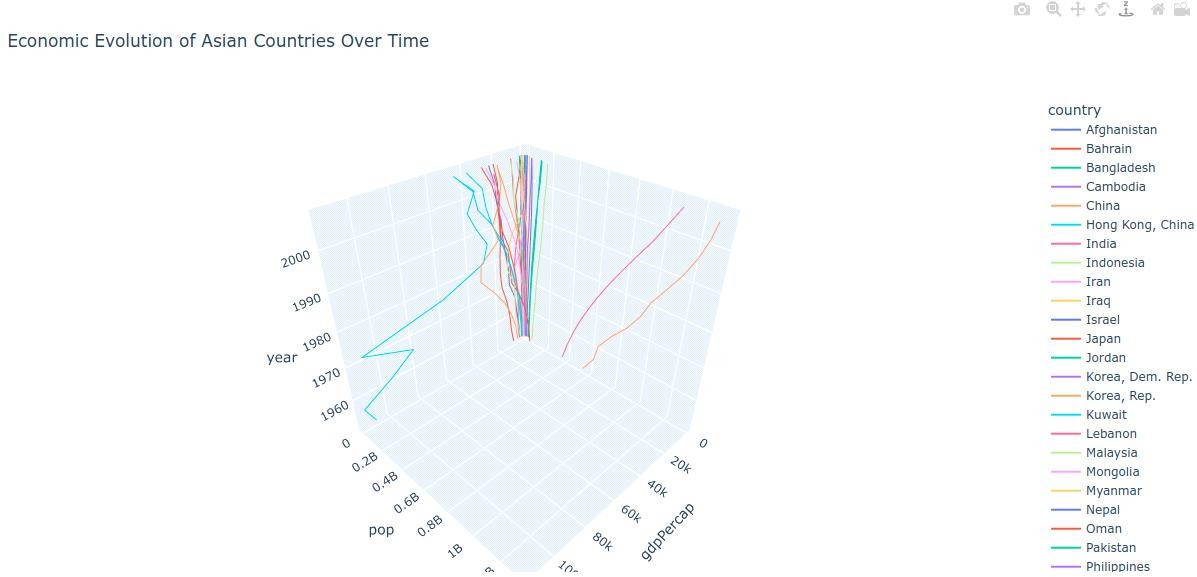 Economic Evolution of Asian Countries Over Time
country
Afghanistan
Bahrain
Bangladesh
Cambodia
China
Hong Kong, China
India
Indonesia
Iran
Iraq
Israel
Japan
Jordan
Korea, Dem. Rep.
Korea, Rep.
Kuwait
Lebanon
Malaysia
Mongolia
Myanmar
Nepal
Oman
Pakistan
Philippines
2000
1990
1980
1970
1960
year
0
0.2B
0.4B
0.6B
0.8B
1B
pop
0
20k
40k
60k
80k
gdpPercap